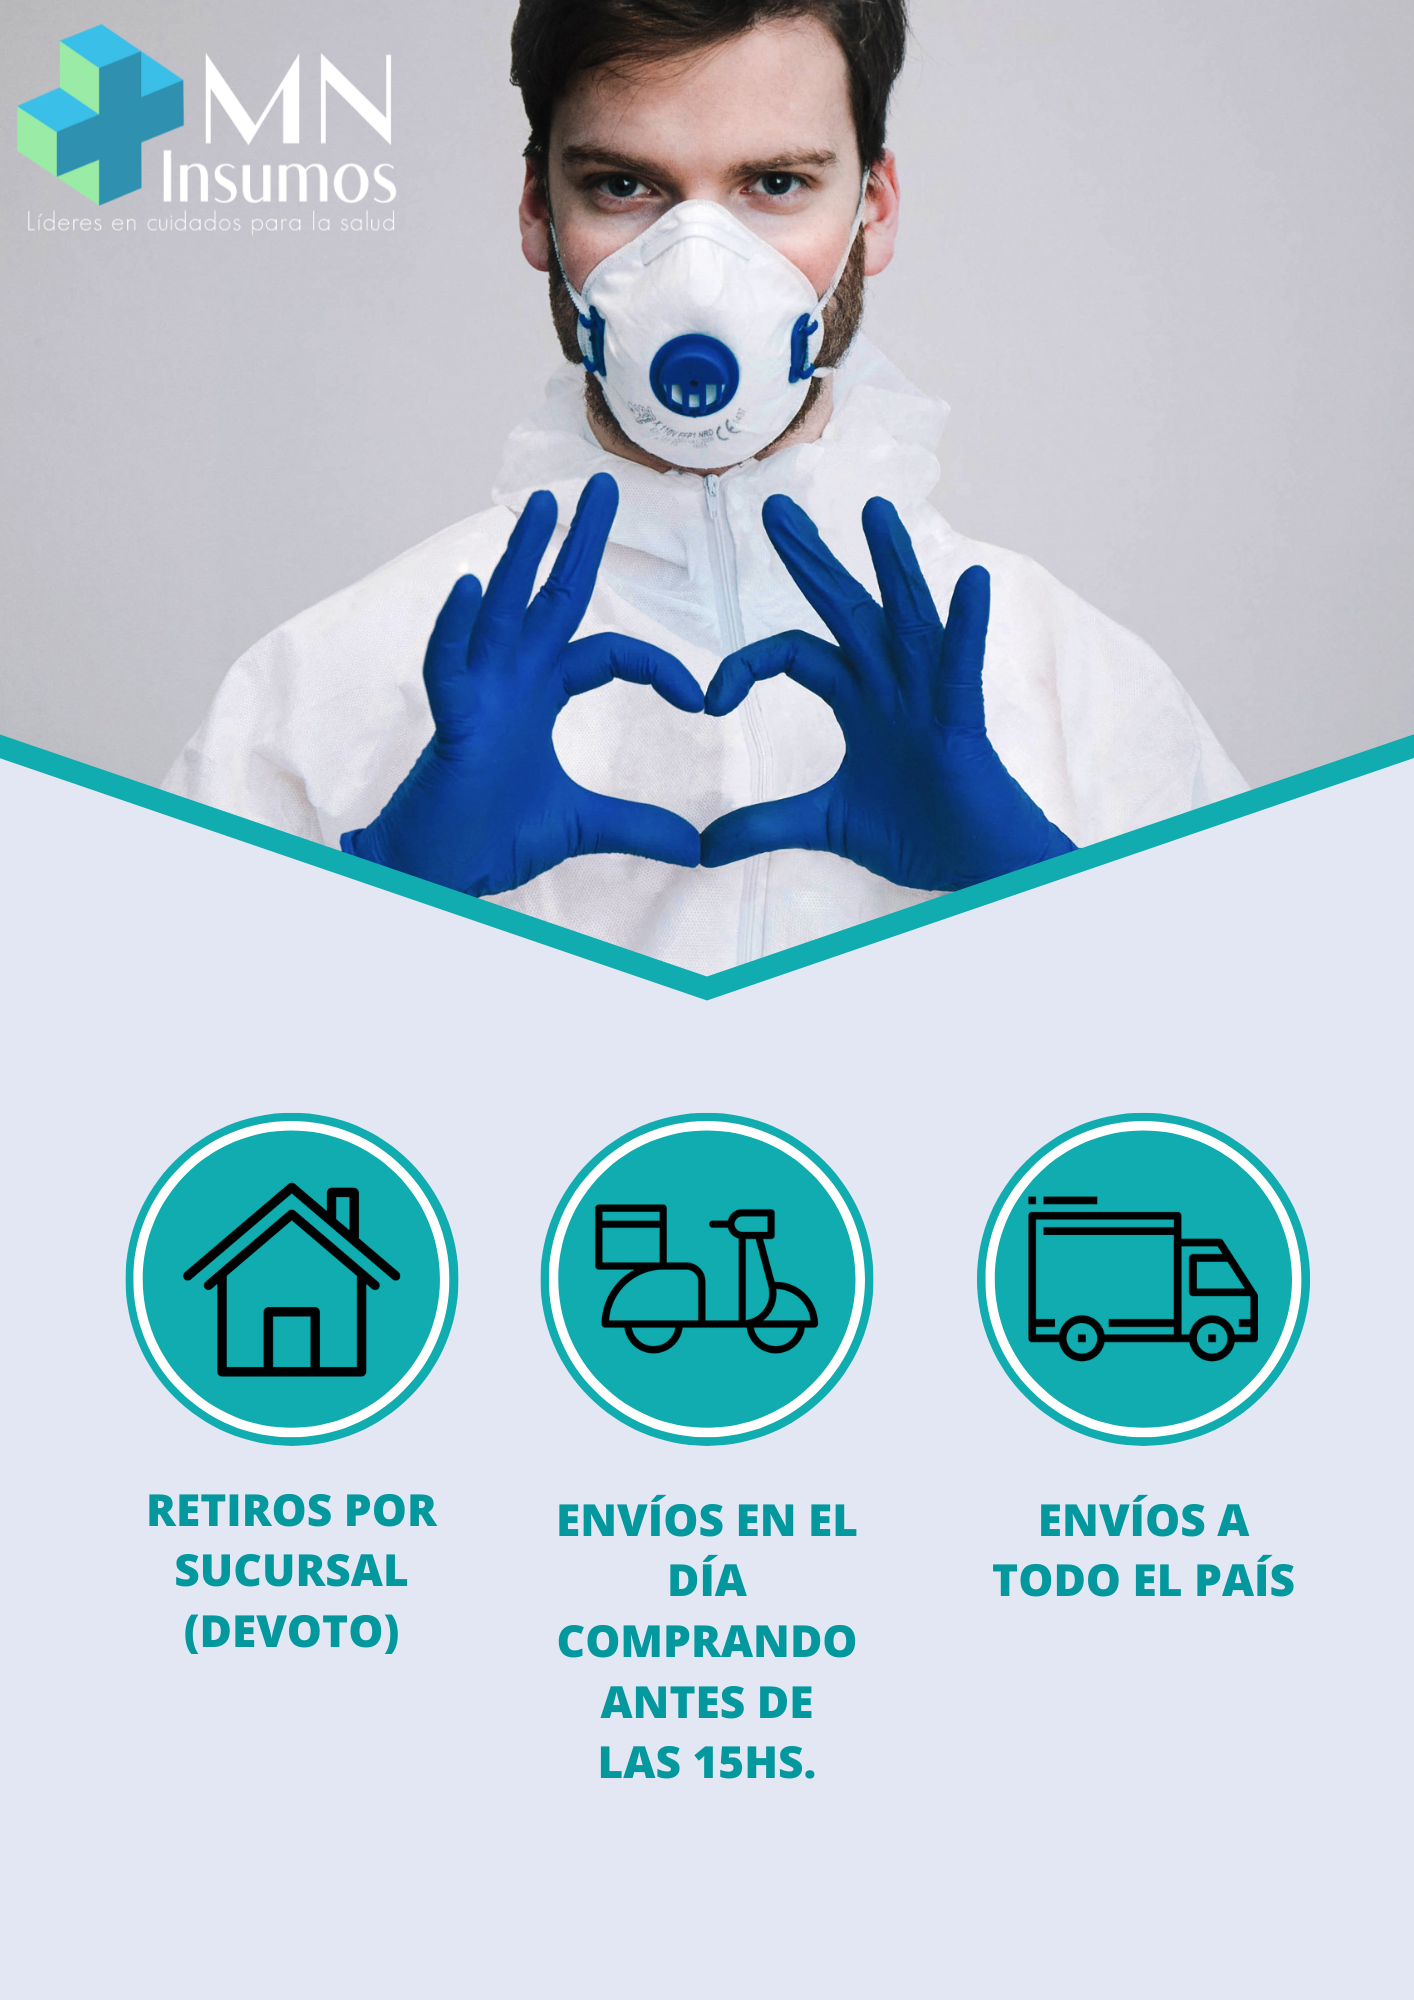 MN
Insumos
Líderes en cuidados para la salud
CE
RETIROS POR
SUCURSAL
(DEVOTO)
ENVÍOS EN EL
DÍA
COMPRANDO
ANTES DE
LAS 15HS.
ENVÍOS A
TODO EL PAÍS